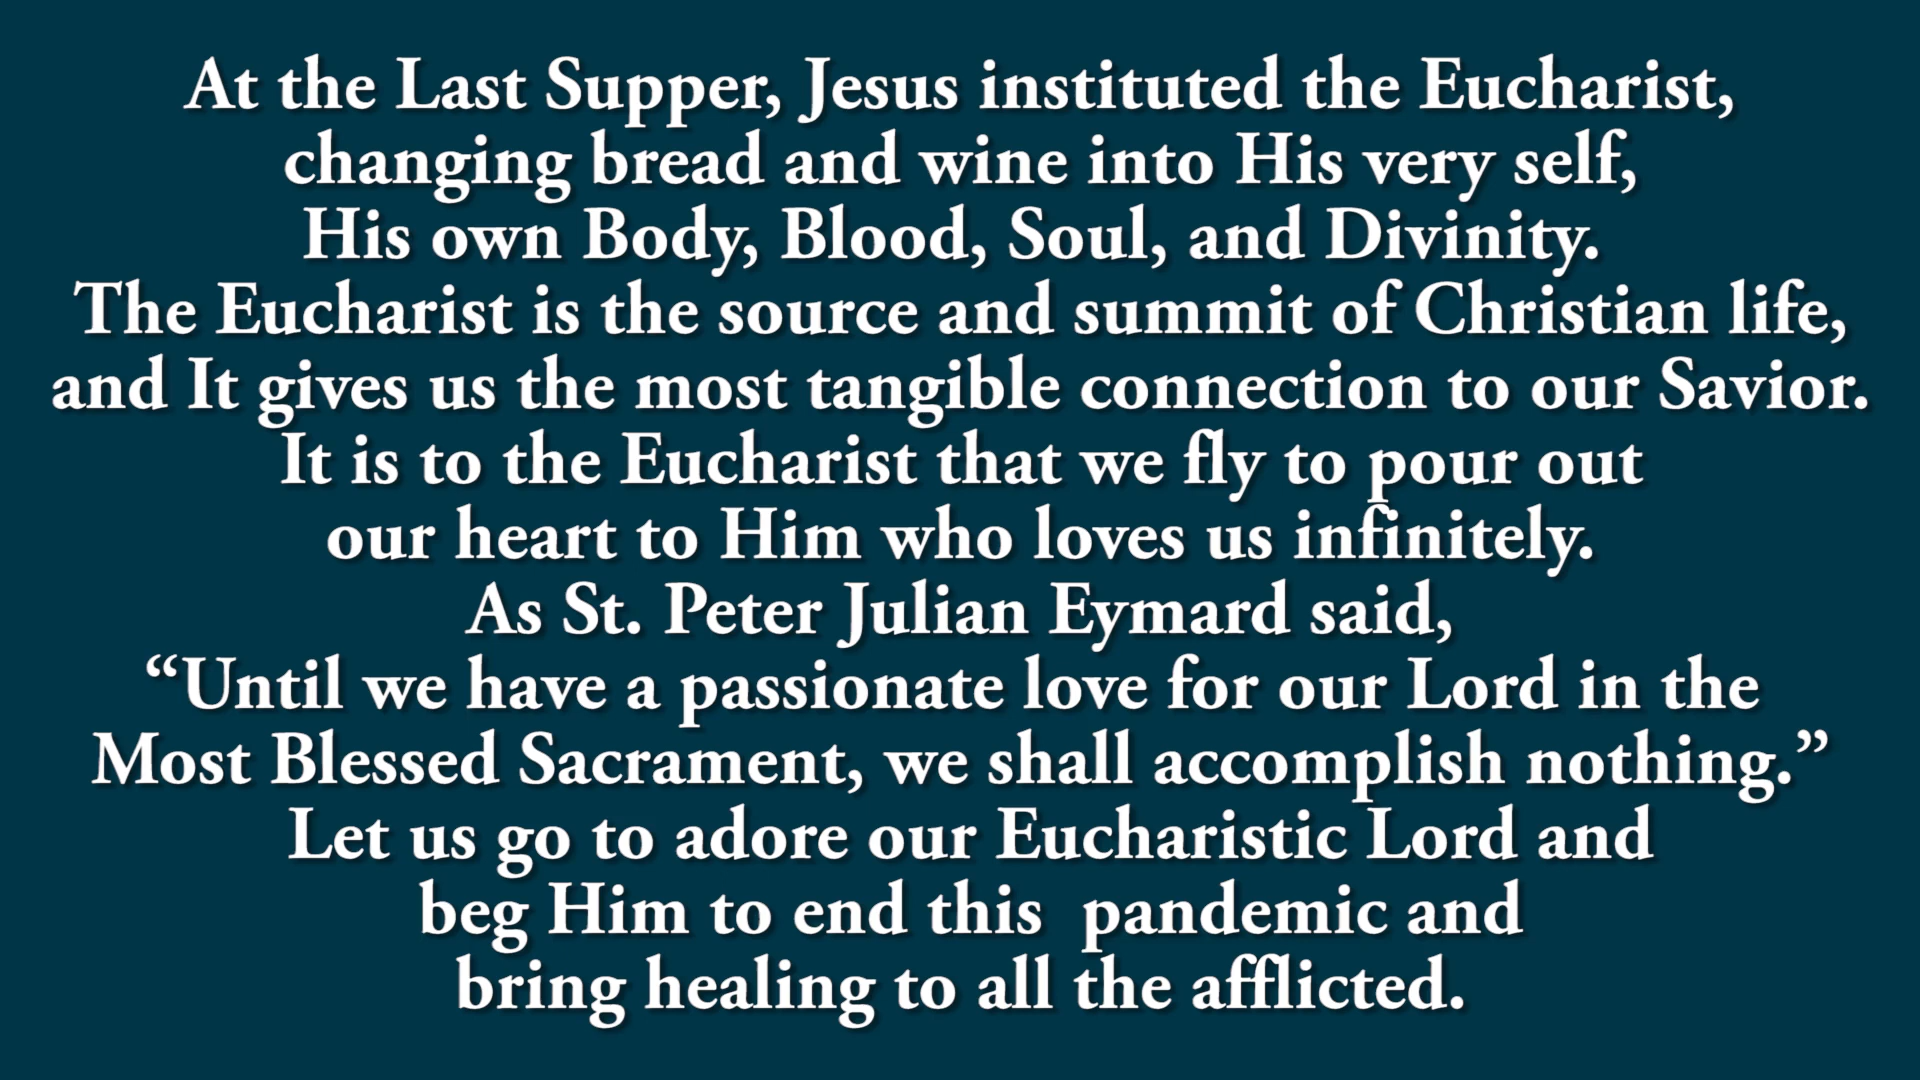 At the Last Supper, Jesus instituted the Eucharist,
changing bread and wine into His very self,
His own Body, Blood, Soul, and Divinity.
The Eucharist is the source and summit of Christian life,
and It gives us the most tangible connection to our Savior.
It is to the Eucharist that we fly to pour out
our heart to Him who loves us infinitely.
As St. Peter Julian Eymard said,
“Until we have a passionate love for our Lord in the
Most Blessed Sacrament, we shall accomplish nothing.”
Let us go to adore our Eucharistic Lord and
beg Him to end this  pandemic and
bring healing to all the afflicted.